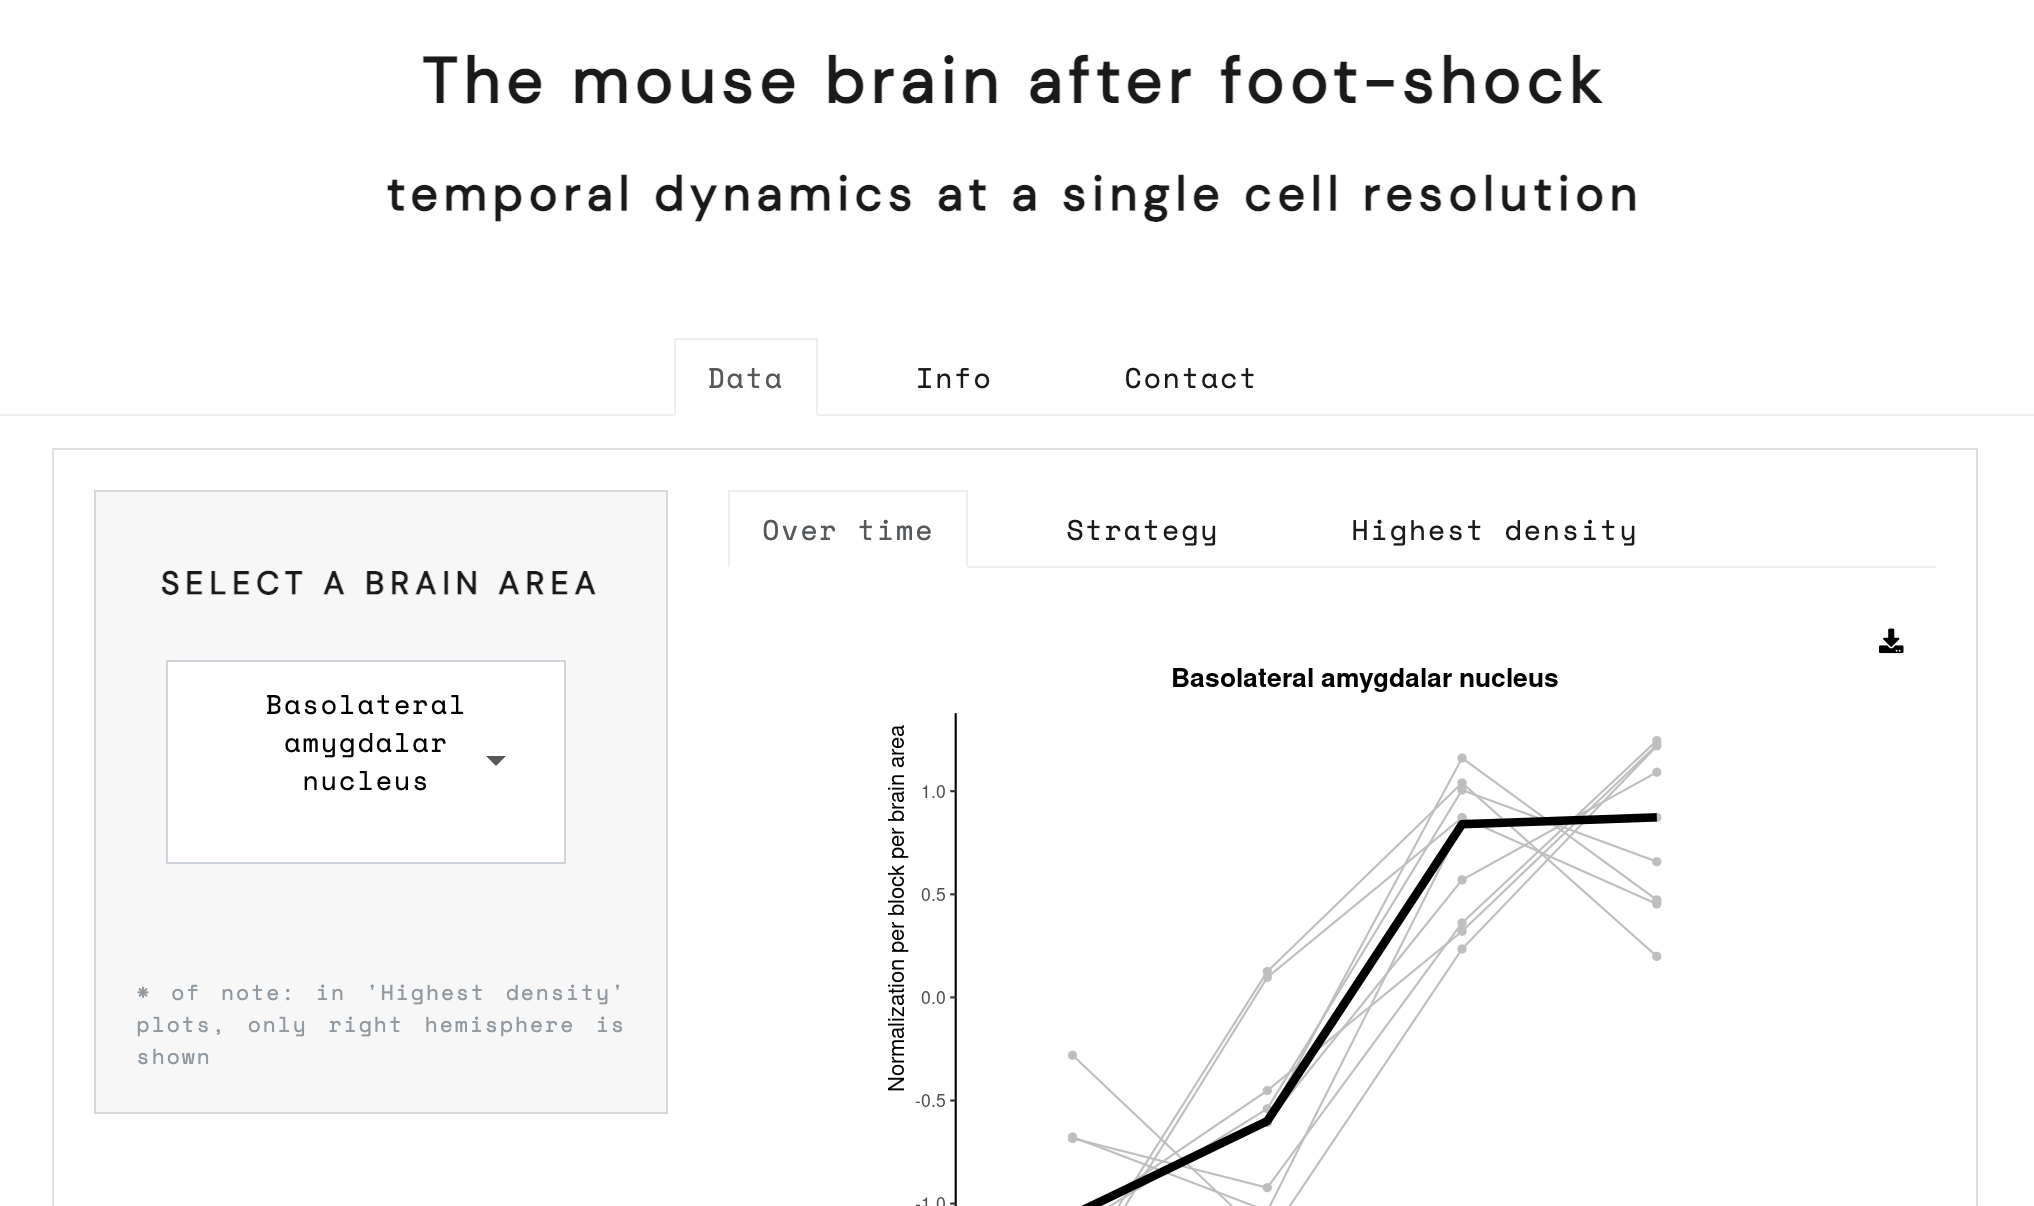 The mouse brain after foot-shock
temporal dynamics at a single cell resolution
Data
Info
Contact
SELECT A BRAIN AREA
Basolateral
amygdalar
nucleus
* of note: in 'Highest density'
plots, only right hemisphere is
shown
Over time
Strategy
Highest density
Basolateral amygdalar nucleus
Normalization per block per brain area
1.0
0.5
0.0
-0.5
-1.0